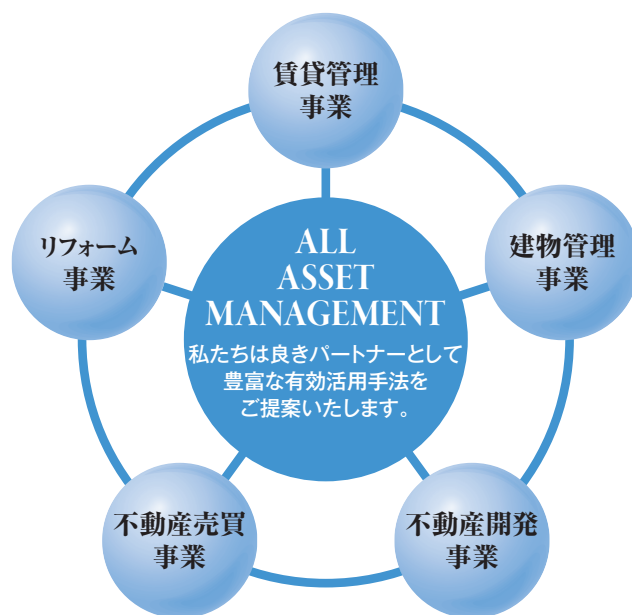 賃貸管理
事業
リフォーム
事業
建物管理
事業
ALL
ASSET
MANAGEMENT
私たちは良きパートナーとして
豊富な有効活用手法を
ご提案いたします。
不動産売買
事業
不動産開発
事業